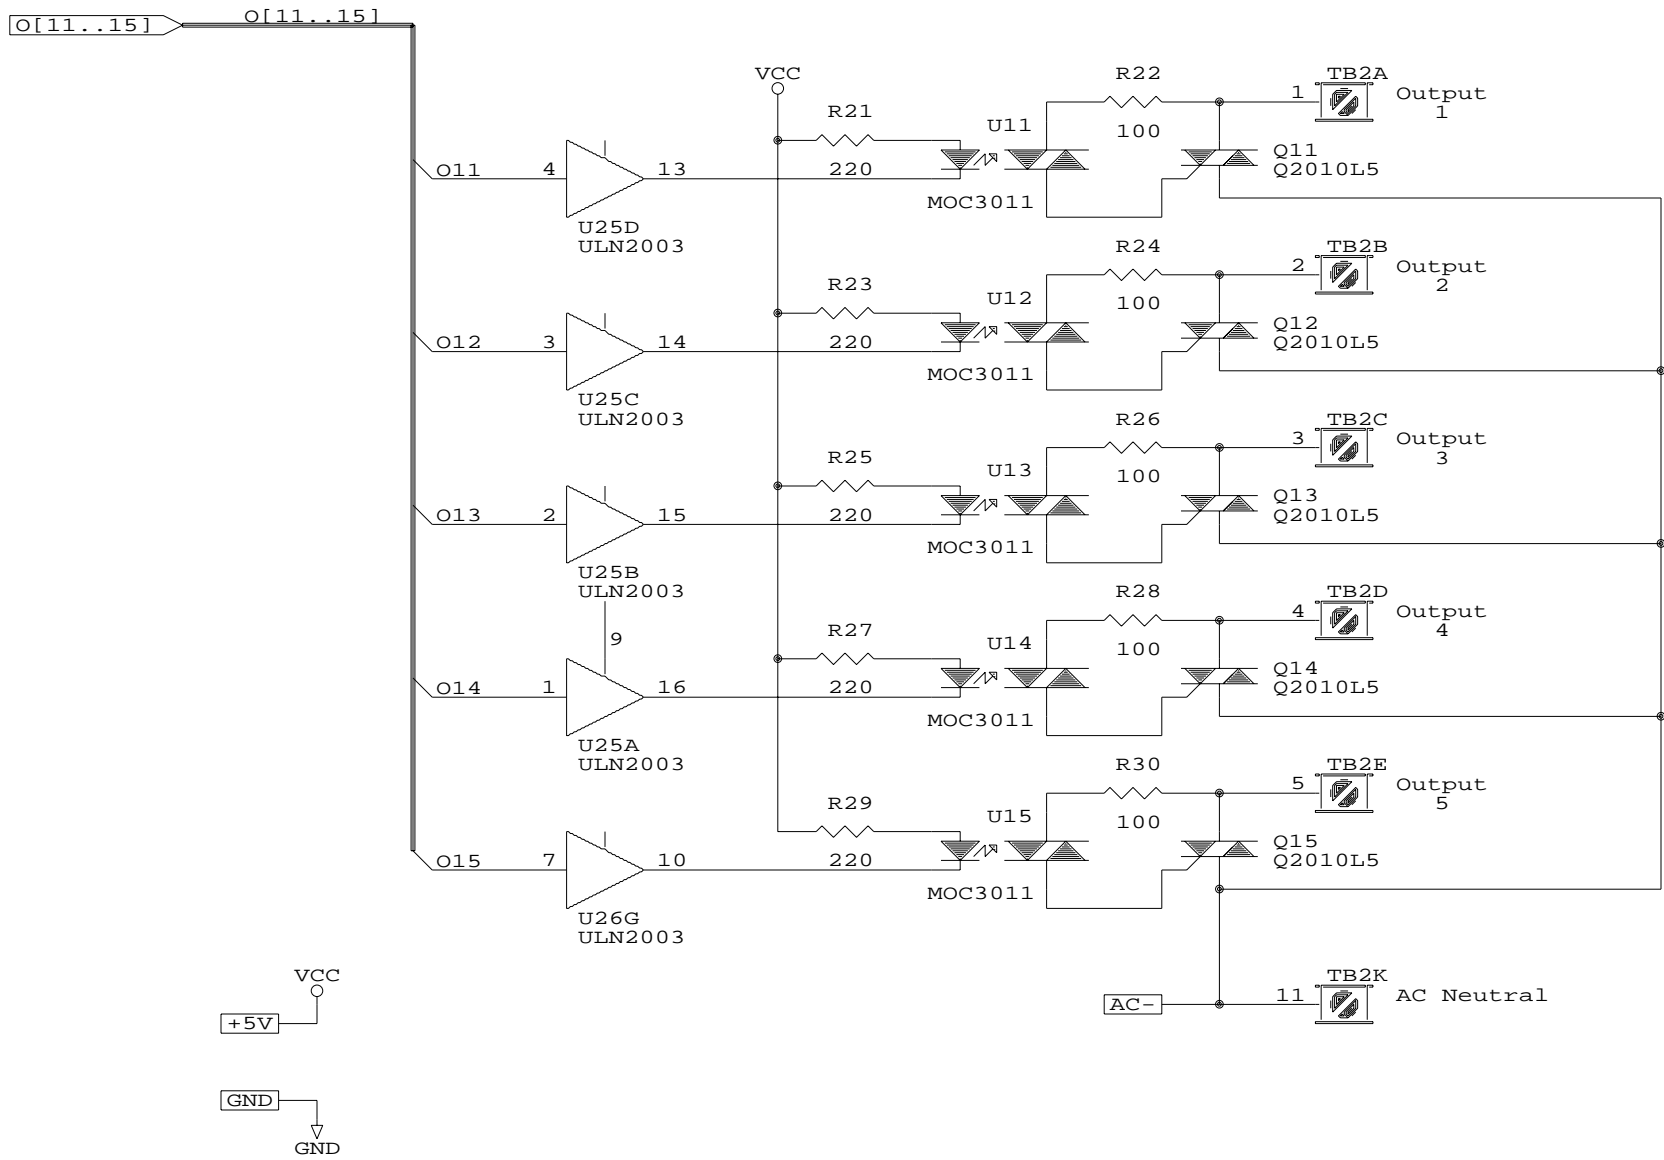 O[11..15]
O[11..15]
VCC
R21
220
R22
100
U11
MOC3011
1
TB2A
Output
1
Q11
Q2010L5
O11
4
13
U25D
ULN2003
R23
220
R24
100
U12
MOC3011
2
TB2B
Output
2
Q12
Q2010L5
O12
3
14
U25C
ULN2003
R25
220
R26
100
U13
MOC3011
3
TB2C
Output
3
Q13
Q2010L5
O13
2
15
U25B
ULN2003
9
R27
220
R28
100
U14
MOC3011
4
TB2D
Output
4
Q14
Q2010L5
O14
1
16
U25A
ULN2003
R29
220
R30
100
U15
MOC3011
5
TB2E
Output
5
Q15
Q2010L5
O15
7
10
U26G
ULN2003
VCC
+5V
AC-
11
TB2K
AC Neutral
GND
GND